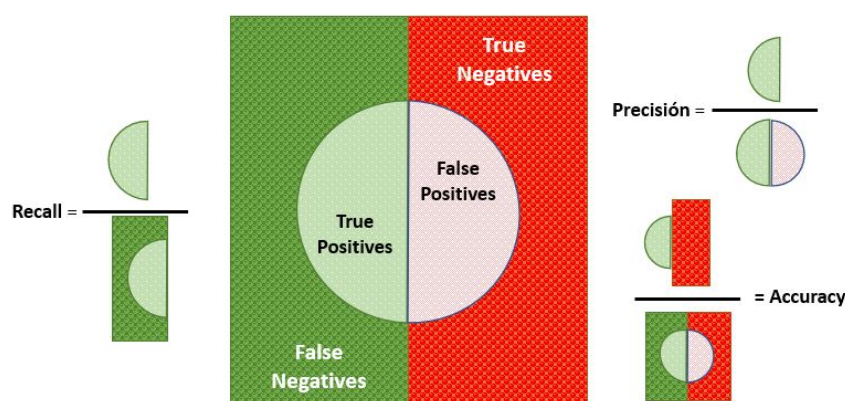 True
Negatives
Precisión =
False
Positives
True
Positives
Recall =
= Accuracy
False
Negatives